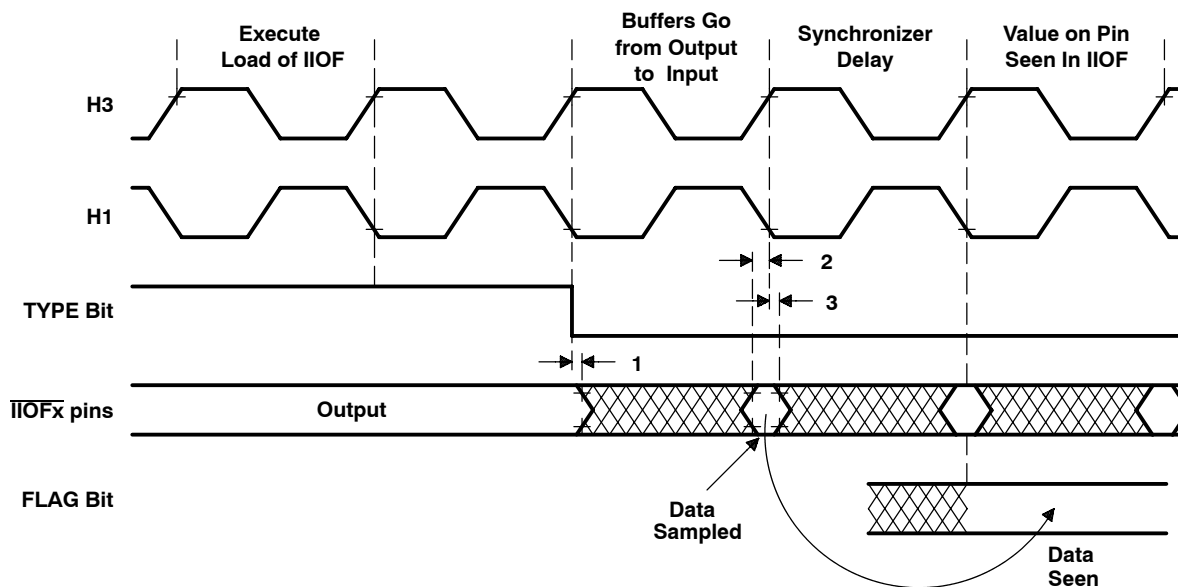 Execute
Load of IIOF
Buffers Go
from Output
to Input
Synchronizer
Delay
Value on Pin
Seen In IIOF
H3
H1
2
TYPE Bit
3
1
IIOFx pins
Output
FLAG Bit
Data
Sampled
Data
Seen